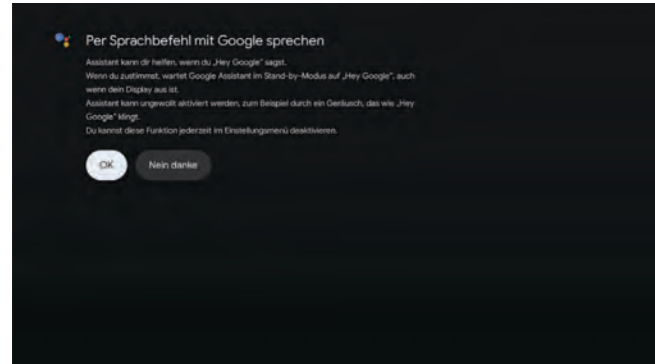 Per Sprachbefehl mit Google sprechen
Assistant kann dir helfen, wenn du „Hey Google“ sagst.
Wenn du zustimmst, wartet Google Assistant im Stand-by-Modus auf „Hey Google“, auch
wenn dein Display aus ist.
Assistant kann ungewollt aktiviert werden, zum Beispiel durch ein Geräusch, das wie „Hey
Google“ klingt.
Du kannst diese Funktion jederzeit im Einstellungsmenü deaktivieren.
OK Nein danke